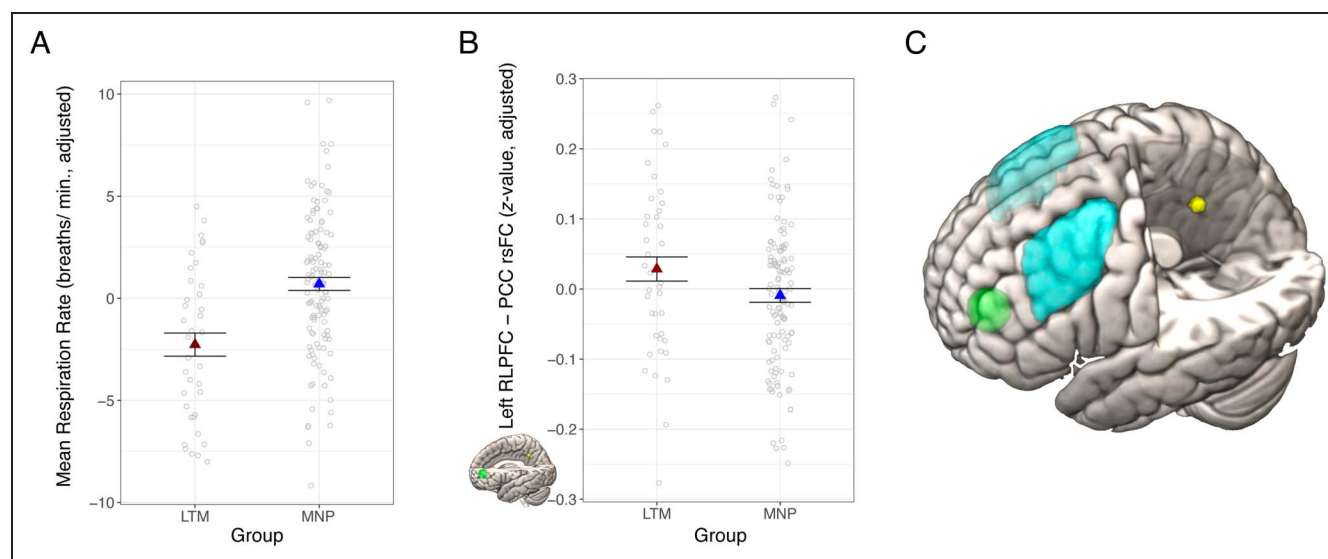 A
Mean Respiration Rate (breaths/ min., adjusted)
10
5
0
−5
−10
LTM
MNP
Group
B
Left RLPFC − PCC rsFC (z-value, adjusted)
0.3
0.2
0.1
0.0
−0.1
−0.2
−0.3
LTM
MNP
Group
C